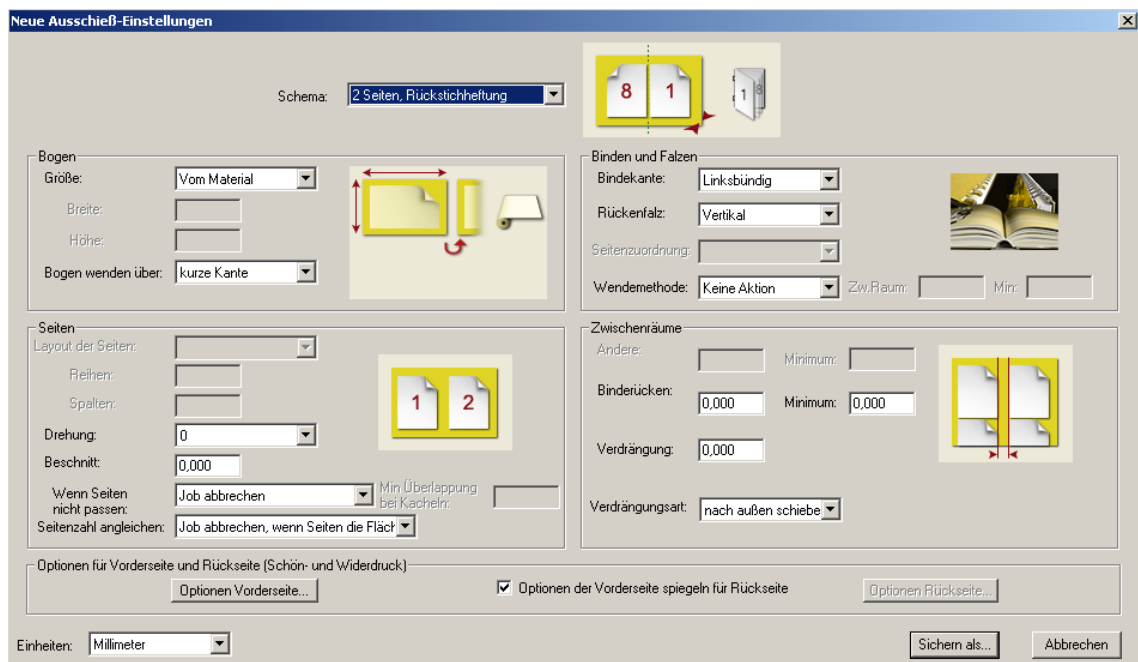 Neue Ausschieß-Einstellungen
Schema: 2 Seiten, Rückstichheftung
8 1
1 8
Bogen
Größe: Vom Material
Breite:
Höhe:
Bogen wenden über: kurze Kante
Binden und Falzen
Bindekante: Linksbündig
Rückenfalz: Vertikal
Seitenzuordnung:
Wendemethode: Keine Aktion Zw.Raum: Min:
Seiten
Layout der Seiten:
Reihen:
Spalten:
1 2
Drehung: 0
Beschnitt: 0,000
Wenn Seiten
nicht passen: Job abbrechen
Min Überlappung
bei Kacheln:
Seitenzahl angleichen: Job abbrechen, wenn Seiten die Fläch
Zwischenräume
Andere: Minimum:
Binderücken: 0,000 Minimum: 0,000
Verdrängung: 0,000
Verdrängungsart: nach außen schiebe
Optionen für Vorderseite und Rückseite (Schön- und Widerdruck)
Optionen Vorderseite... Optionen der Vorderseite spiegeln für Rückseite Optionen Rückseite...
Einheiten: Millimeter Sichern als... Abbrechen